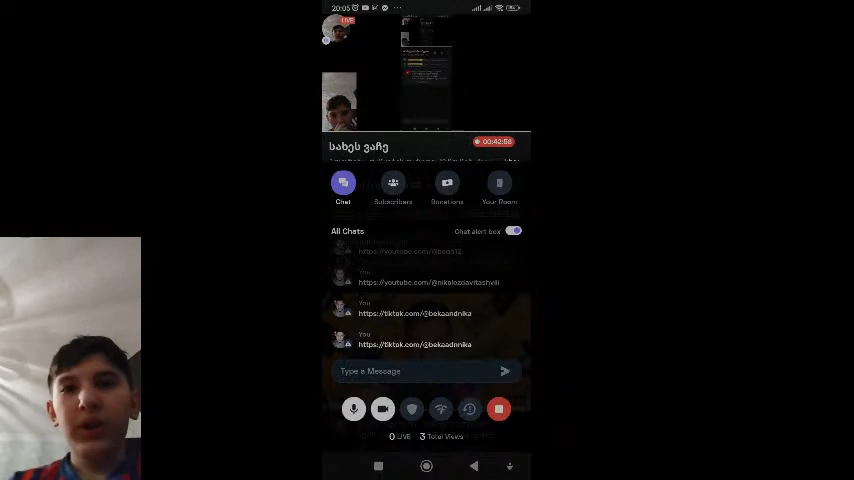 20:05
LIVE
სახეს ვაჩე
00:42:58
Chat
Subscribers
Donations
Your Room
All Chats
Chat alert box
https://youtube.com/@beqa12
You
https://youtube.com/@nikolozdavitashvili
You
https://tiktok.com/@bekaandnika
You
https://tiktok.com/@bekaadnnika
Type a Message
0 LIVE 3 Total Views